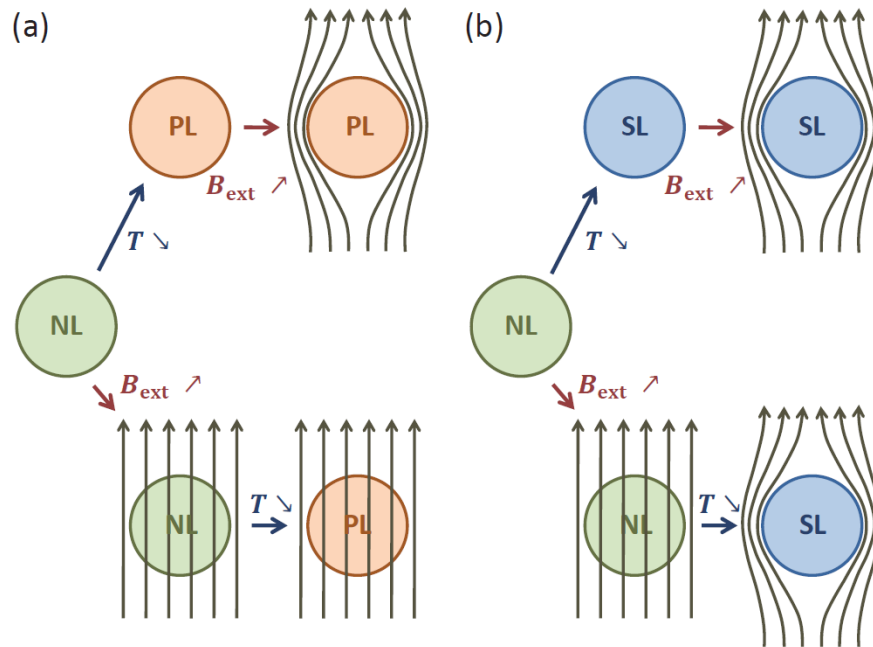 (a)
PL
PL
B_ext ↗
T ↘
NL
B_ext ↗
NL
T ↘
PL
(b)
SL
SL
B_ext ↗
T ↘
NL
B_ext ↗
NL
T ↘
SL